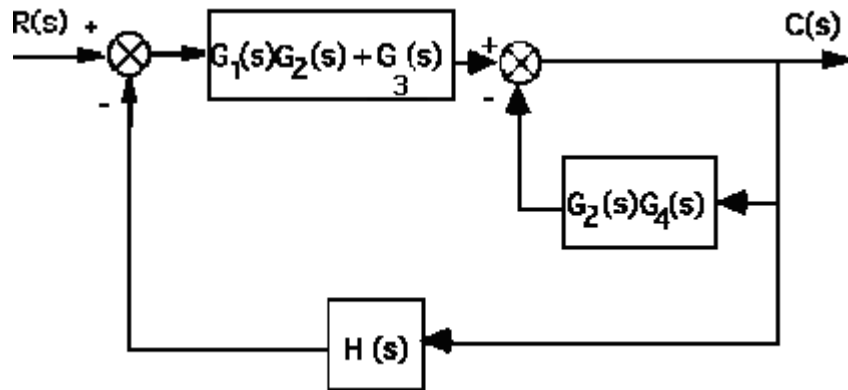 R(s) +
-
G₁(s)G₂(s) + G₃(s)
+
-
C(s)
G₂(s)G₄(s)
H(s)